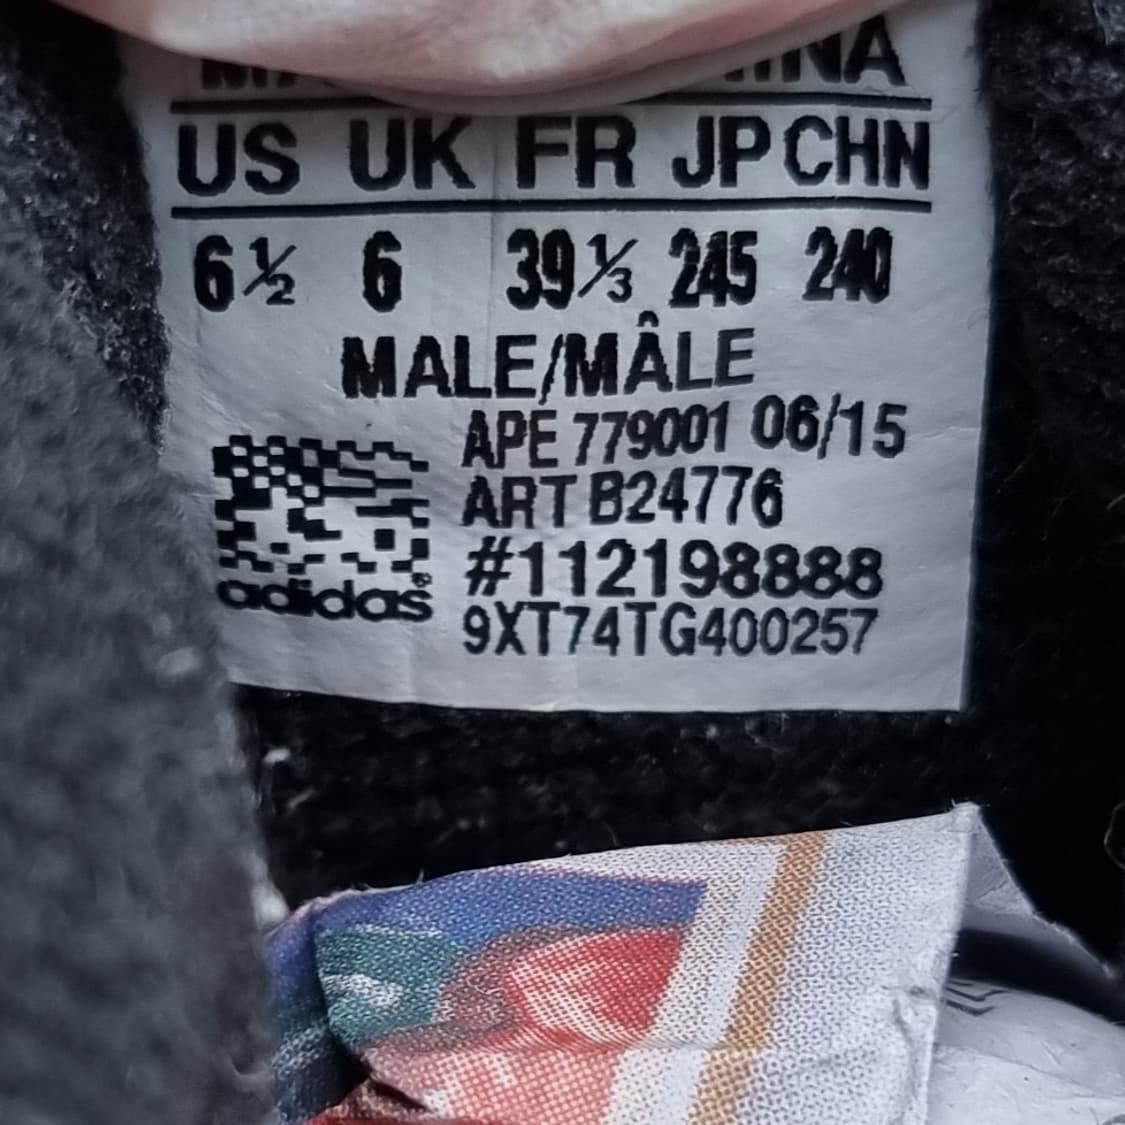 US UK FR JP CHN
6½ 6 39⅓ 245 240
MALE/MÂLE
APE 779001 06/15
ART B24776
#112198888
9XT74TG400257
adidas®